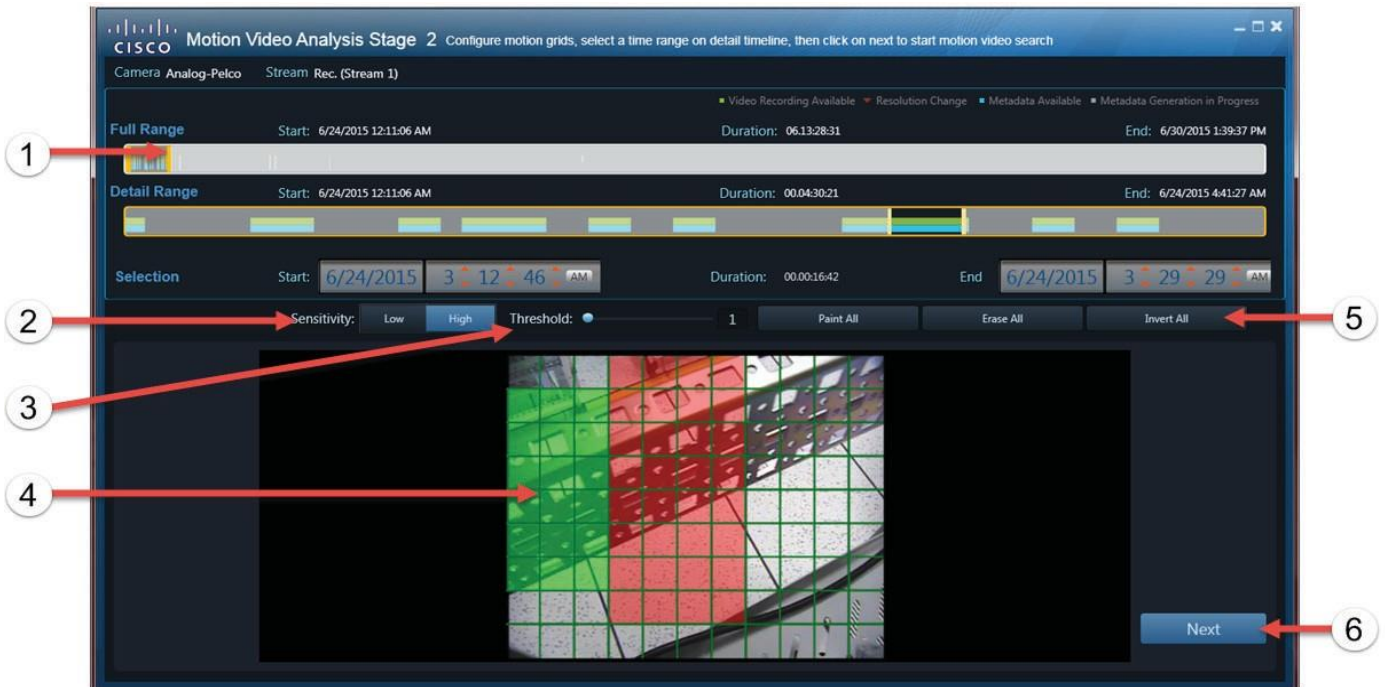 CISCO Motion Video Analysis Stage 2 Configure motion grids, select a time range on detail timeline, then click on next to start motion video search
Camera Analog-Pelco Stream Rec. (Stream 1)
Video Recording Available Resolution Change Metadata Available Metadata Generation in Progress
Full Range Start: 6/24/2015 12:11:06 AM Duration: 06.13:28:31 End: 6/30/2015 1:39:37 PM
1
Detail Range Start: 6/24/2015 12:11:06 AM Duration: 00.04:30:21 End: 6/24/2015 4:41:27 AM
Selection Start: 6/24/2015 3 12 46 AM Duration: 00.00:16:42 End 6/24/2015 3 29 29 AM
2 Sensitivity: Low High Threshold: 1 Paint All Erase All Invert All 5
3
4
Next 6